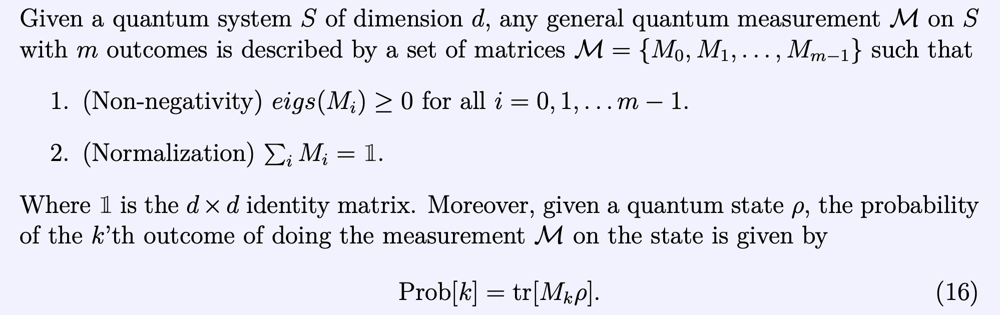 Given a quantum system S of dimension d, any general quantum measurement ℳ on S
with m outcomes is described by a set of matrices ℳ = {M₀, M₁, . . . , Mₘ₋₁} such that
1. (Non-negativity) eigs(Mᵢ) ≥ 0 for all i = 0, 1, . . . m − 1.
2. (Normalization) ∑ᵢ Mᵢ = 𝟙.
Where 𝟙 is the d × d identity matrix. Moreover, given a quantum state ρ, the probability
of the k’th outcome of doing the measurement ℳ on the state is given by
Prob[k] = tr[Mₖρ]. (16)